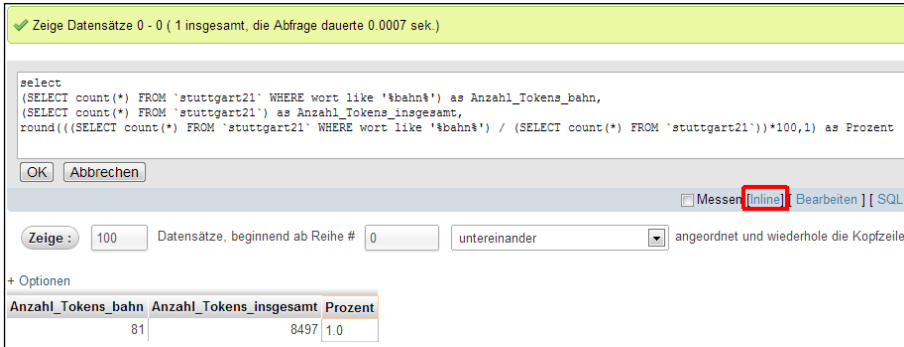 Zeige Datensätze 0 - 0 ( 1 insgesamt, die Abfrage dauerte 0.0007 sek.)
select
(SELECT count(*) FROM `stuttgart21` WHERE wort like '%bahn%') as Anzahl_Tokens_bahn,
(SELECT count(*) FROM `stuttgart21`) as Anzahl_Tokens_insgesamt,
round(((SELECT count(*) FROM `stuttgart21` WHERE wort like '%bahn%') / (SELECT count(*) FROM `stuttgart21`))*100,1) as Prozent
OK Abbrechen
Messen [Inline] [ Bearbeiten ] [ SQL
Zeige : 100 Datensätze, beginnend ab Reihe # 0 untereinander angeordnet und wiederhole die Kopfzeile
+ Optionen
Anzahl_Tokens_bahn Anzahl_Tokens_insgesamt Prozent
81 8497 1.0